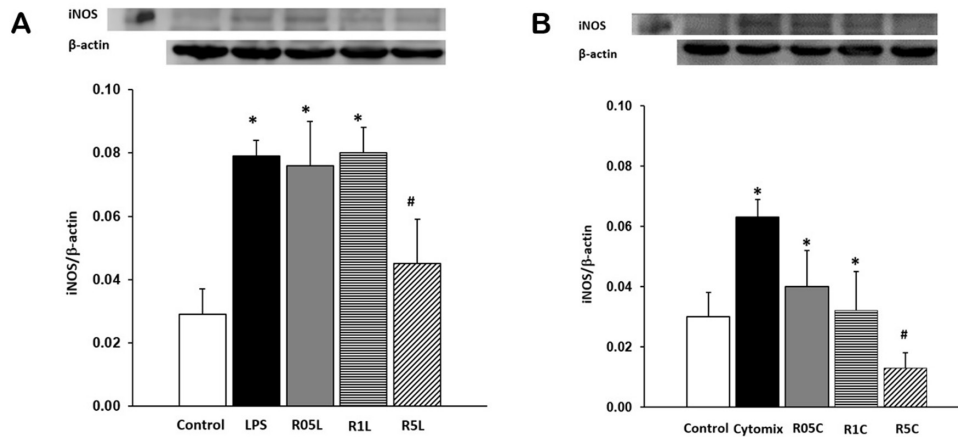 A
iNOS
β-actin
iNOS/β-actin
0.10
0.08
0.06
0.04
0.02
0.00
* * * #
Control LPS R05L R1L R5L
B
iNOS
β-actin
iNOS/β-actin
0.10
0.08
0.06
0.04
0.02
0.00
* * * #
Control Cytomix R05C R1C R5C